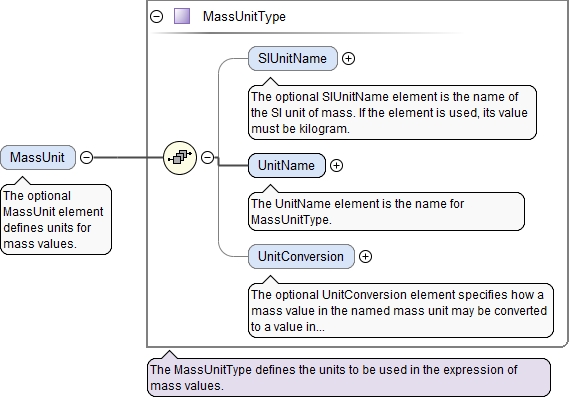 MassUnitType
SIUnitName
The optional SIUnitName element is the name of
the SI unit of mass. If the element is used, its value
must be kilogram.
MassUnit
The optional
MassUnit element
defines units for
mass values.
UnitName
The UnitName element is the name for
MassUnitType.
UnitConversion
The optional UnitConversion element specifies how a
mass value in the named mass unit may be converted
to a value in...
The MassUnitType defines the units to be used in the expression of
mass values.